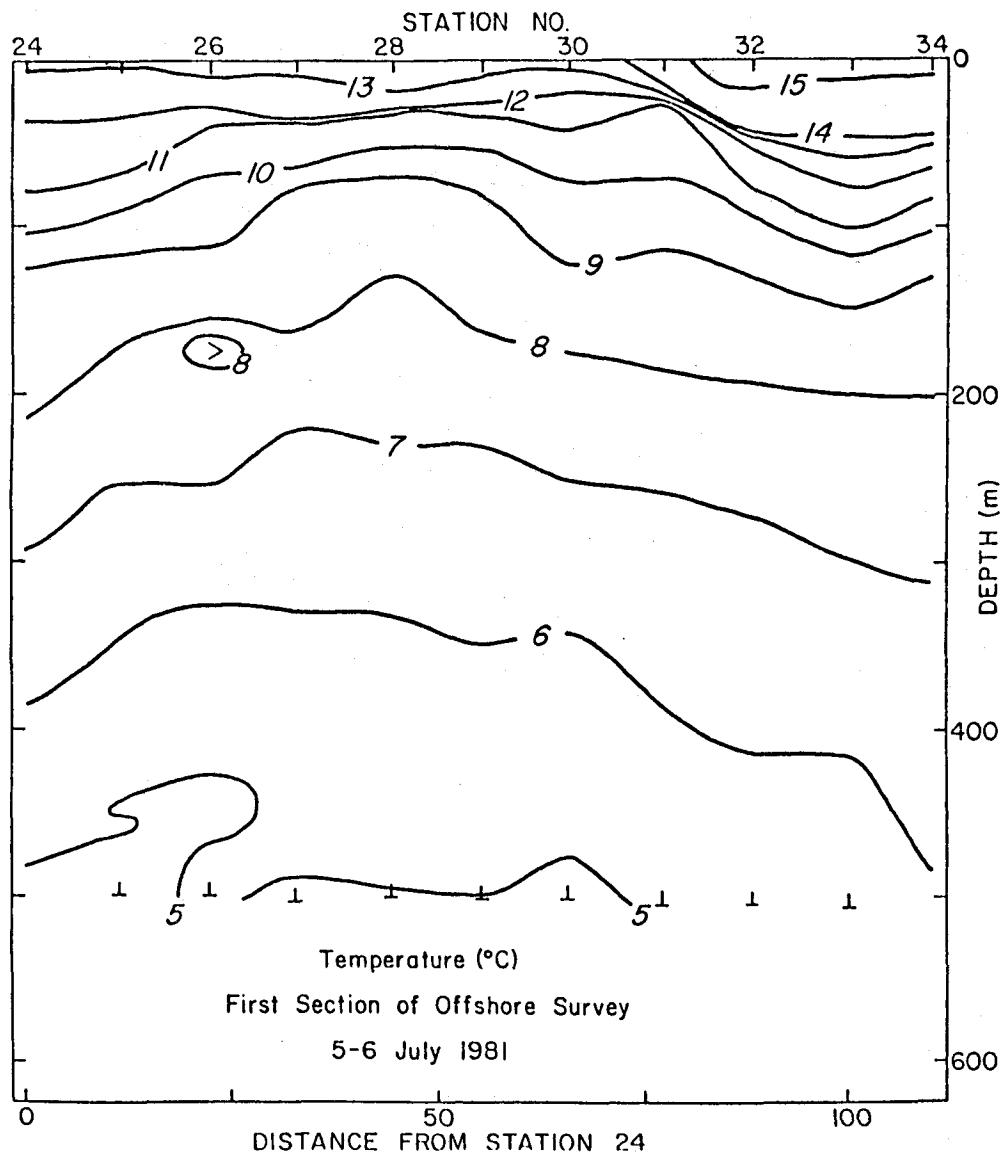 STATION NO.
24 26 28 30 32 34
0
13 12 15
14
11 10
9
8
8
>
200
7
DEPTH (m)
6
400
5 5
Temperature (°C)
First Section of Offshore Survey
5-6 July 1981
600
0 50 100
DISTANCE FROM STATION 24